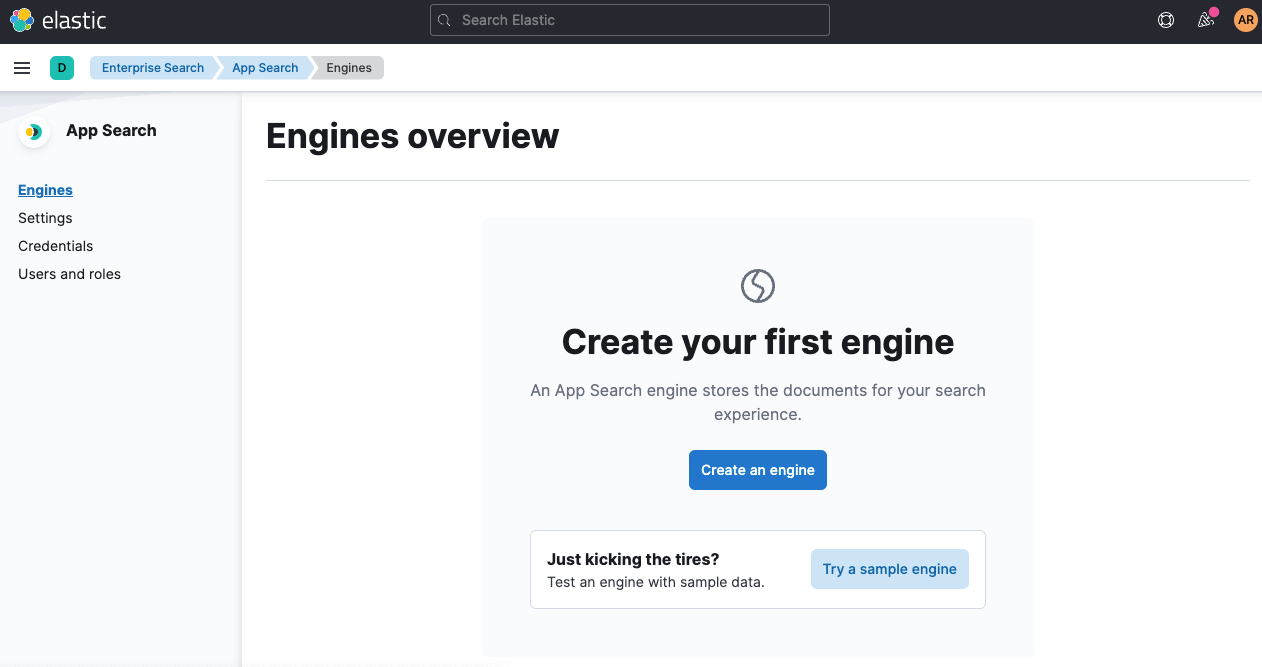 elastic
Search Elastic
AR
D
Enterprise Search
App Search
Engines
App Search
Engines
Settings
Credentials
Users and roles
Engines overview
Create your first engine
An App Search engine stores the documents for your search
experience.
Create an engine
Just kicking the tires?
Test an engine with sample data.
Try a sample engine